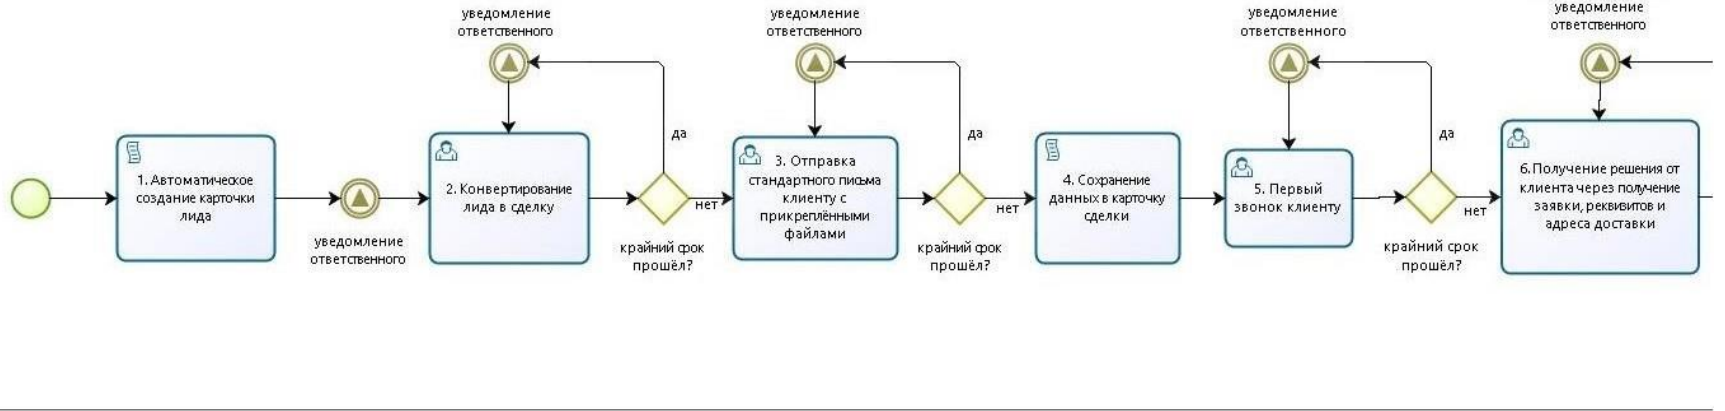 уведомление
ответственного
уведомление
ответственного
уведомление
ответственного
уведомление
ответственного
да
да
да
1. Автоматическое
создание карточки
лида
уведомление
ответственного
2. Конвертирование
лида в сделку
нет
крайний срок
прошёл?
3. Отправка
стандартного письма
клиенту с
прикреплёнными
файлами
нет
крайний срок
прошёл?
4. Сохранение
данных в карточку
сделки
5. Первый
звонок клиенту
нет
крайний срок
прошёл?
6. Получение решения от
клиента через получение
заявки, реквизитов и
адреса доставки